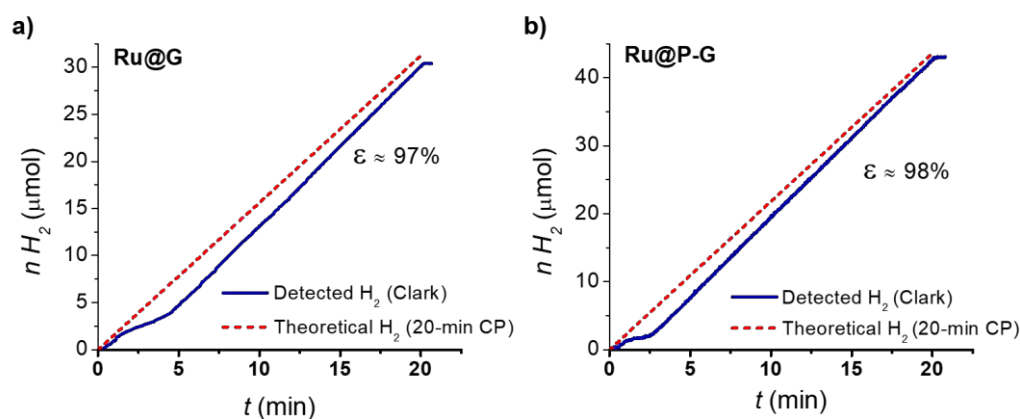 a)
Ru@G
30
25
20
15
10
5
0
n H₂ (μmol)
ε ≈ 97%
Detected H₂ (Clark)
Theoretical H₂ (20-min CP)
0 5 10 15 20
t (min)
b)
Ru@P-G
40
30
20
10
0
n H₂ (μmol)
ε ≈ 98%
Detected H₂ (Clark)
Theoretical H₂ (20-min CP)
0 5 10 15 20
t (min)